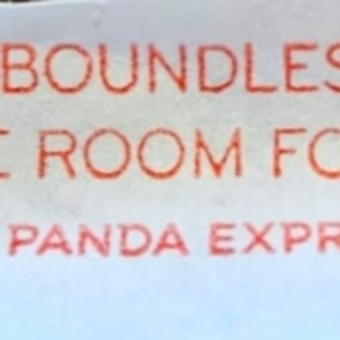 BOUNDLES
E ROOM FO
PANDA EXPR